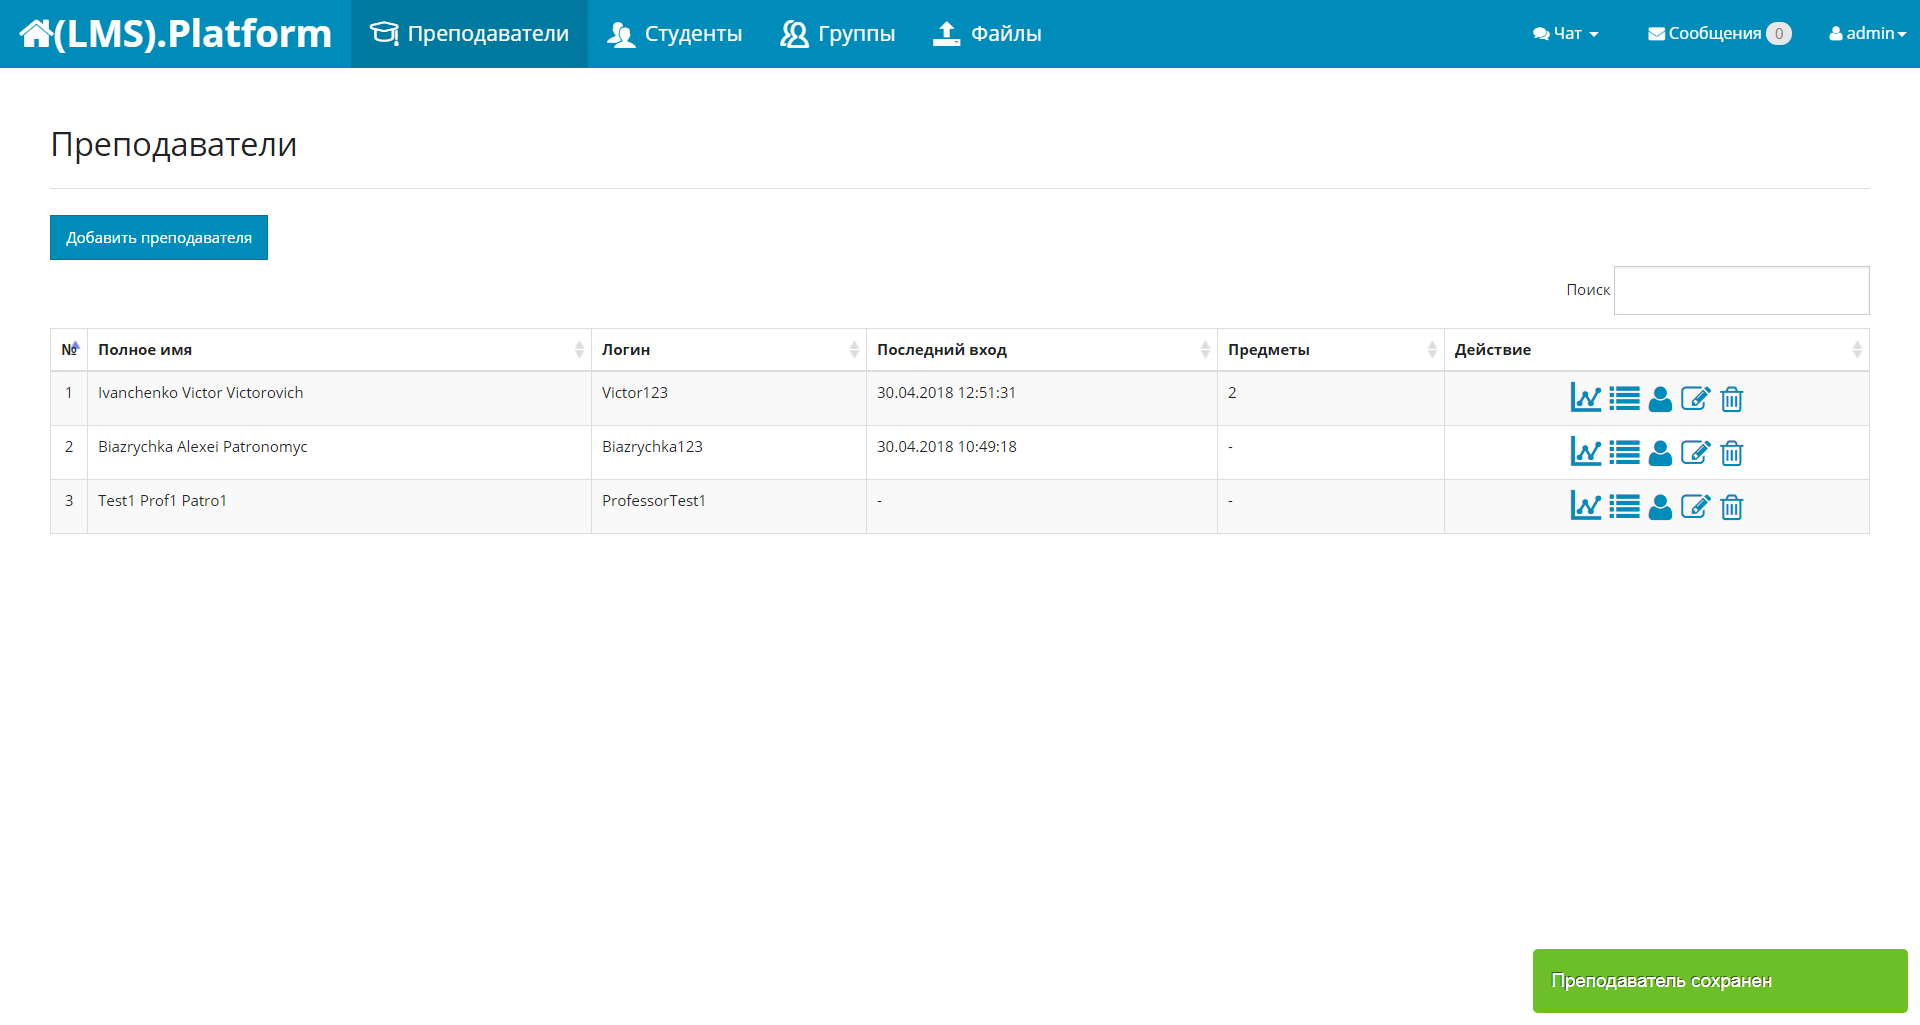 (LMS).Platform Преподаватели Студенты Группы Файлы Чат Сообщения 0 admin
Преподаватели
Добавить преподавателя
Поиск
№ Полное имя Логин Последний вход Предметы Действие
1 Ivanchenko Victor Victorovich Victor123 30.04.2018 12:51:31 2
2 Biazrychka Alexei Patronomyc Biazrychka123 30.04.2018 10:49:18 -
3 Test1 Prof1 Patro1 ProfessorTest1 - -
Преподаватель сохранен